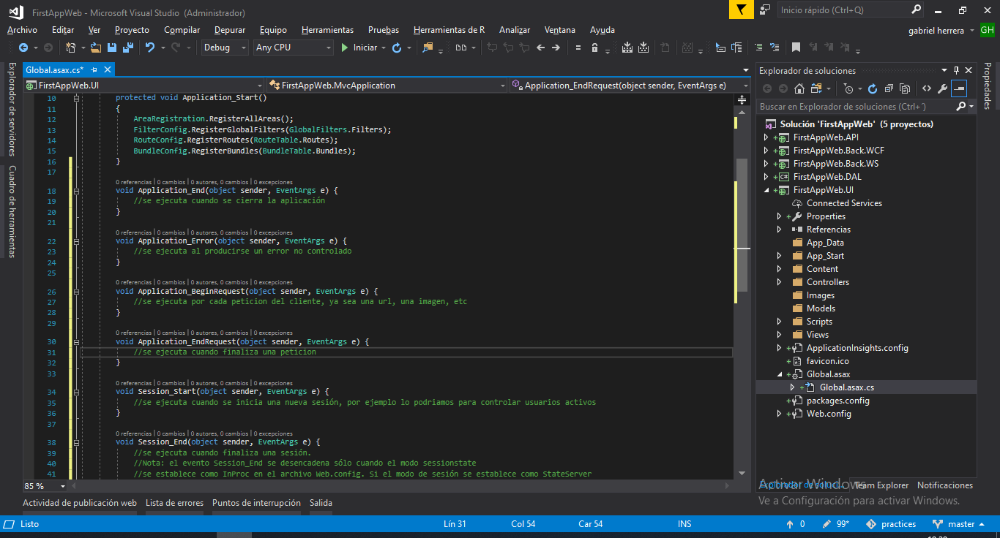 FirstAppWeb - Microsoft Visual Studio (Administrador)
Inicio rápido (Ctrl+Q)
Archivo Editar Ver Proyecto Compilar Depurar Equipo Herramientas Pruebas Herramientas de R Analizar Ventana Ayuda
gabriel herrera GH
Debug Any CPU Iniciar
Explorador de servidores
Cuadro de herramientas
Global.asax.cs*
FirstAppWeb.UI FirstAppWeb.MvcApplication Application_EndRequest(object sender, EventArgs e)
10 protected void Application_Start()
11 {
12 AreaRegistration.RegisterAllAreas();
13 FilterConfig.RegisterGlobalFilters(GlobalFilters.Filters);
14 RouteConfig.RegisterRoutes(RouteTable.Routes);
15 BundleConfig.RegisterBundles(BundleTable.Bundles);
16 }
17
0 referencias | 0 cambios | 0 autores, 0 cambios | 0 excepciones
18 void Application_End(object sender, EventArgs e) {
19 //se ejecuta cuando se cierra la aplicación
20 }
21
0 referencias | 0 cambios | 0 autores, 0 cambios | 0 excepciones
22 void Application_Error(object sender, EventArgs e) {
23 //se ejecuta al producirse un error no controlado
24 }
25
0 referencias | 0 cambios | 0 autores, 0 cambios | 0 excepciones
26 void Application_BeginRequest(object sender, EventArgs e) {
27 //se ejecuta por cada peticion del cliente, ya sea una url, una imagen, etc
28 }
29
0 referencias | 0 cambios | 0 autores, 0 cambios | 0 excepciones
30 void Application_EndRequest(object sender, EventArgs e) {
31 //se ejecuta cuando finaliza una peticion
32 }
33
0 referencias | 0 cambios | 0 autores, 0 cambios | 0 excepciones
34 void Session_Start(object sender, EventArgs e) {
35 //se ejecuta cuando se inicia una nueva sesión, por ejemplo lo podriamos para controlar usuarios activos
36 }
37
0 referencias | 0 cambios | 0 autores, 0 cambios | 0 excepciones
38 void Session_End(object sender, EventArgs e) {
39 //se ejecuta cuando finaliza una sesión.
40 //Nota: el evento Session_End se desencadena sólo cuando el modo sessionstate
41 //se establece como InProc en el archivo Web.config. Si el modo de sesión se establece como StateServer
85 %
Explorador de soluciones
Buscar en Explorador de soluciones (Ctrl+´)
Solución 'FirstAppWeb' (5 proyectos)
FirstAppWeb.API
FirstAppWeb.Back.WCF
FirstAppWeb.Back.WS
FirstAppWeb.DAL
FirstAppWeb.UI
Connected Services
Properties
Referencias
App_Data
App_Start
Content
Controllers
Images
Models
Scripts
Views
ApplicationInsights.config
favicon.ico
Global.asax
Global.asax.cs
packages.config
Web.config
Propiedades
Explorador de soluci... Team Explorer Notificaciones
Activar Windows
Ve a Configuración para activar Windows.
Actividad de publicación web Lista de errores Puntos de interrupción Salida
Listo Lín 31 Col 54 Car 54 INS 0 99* practices master